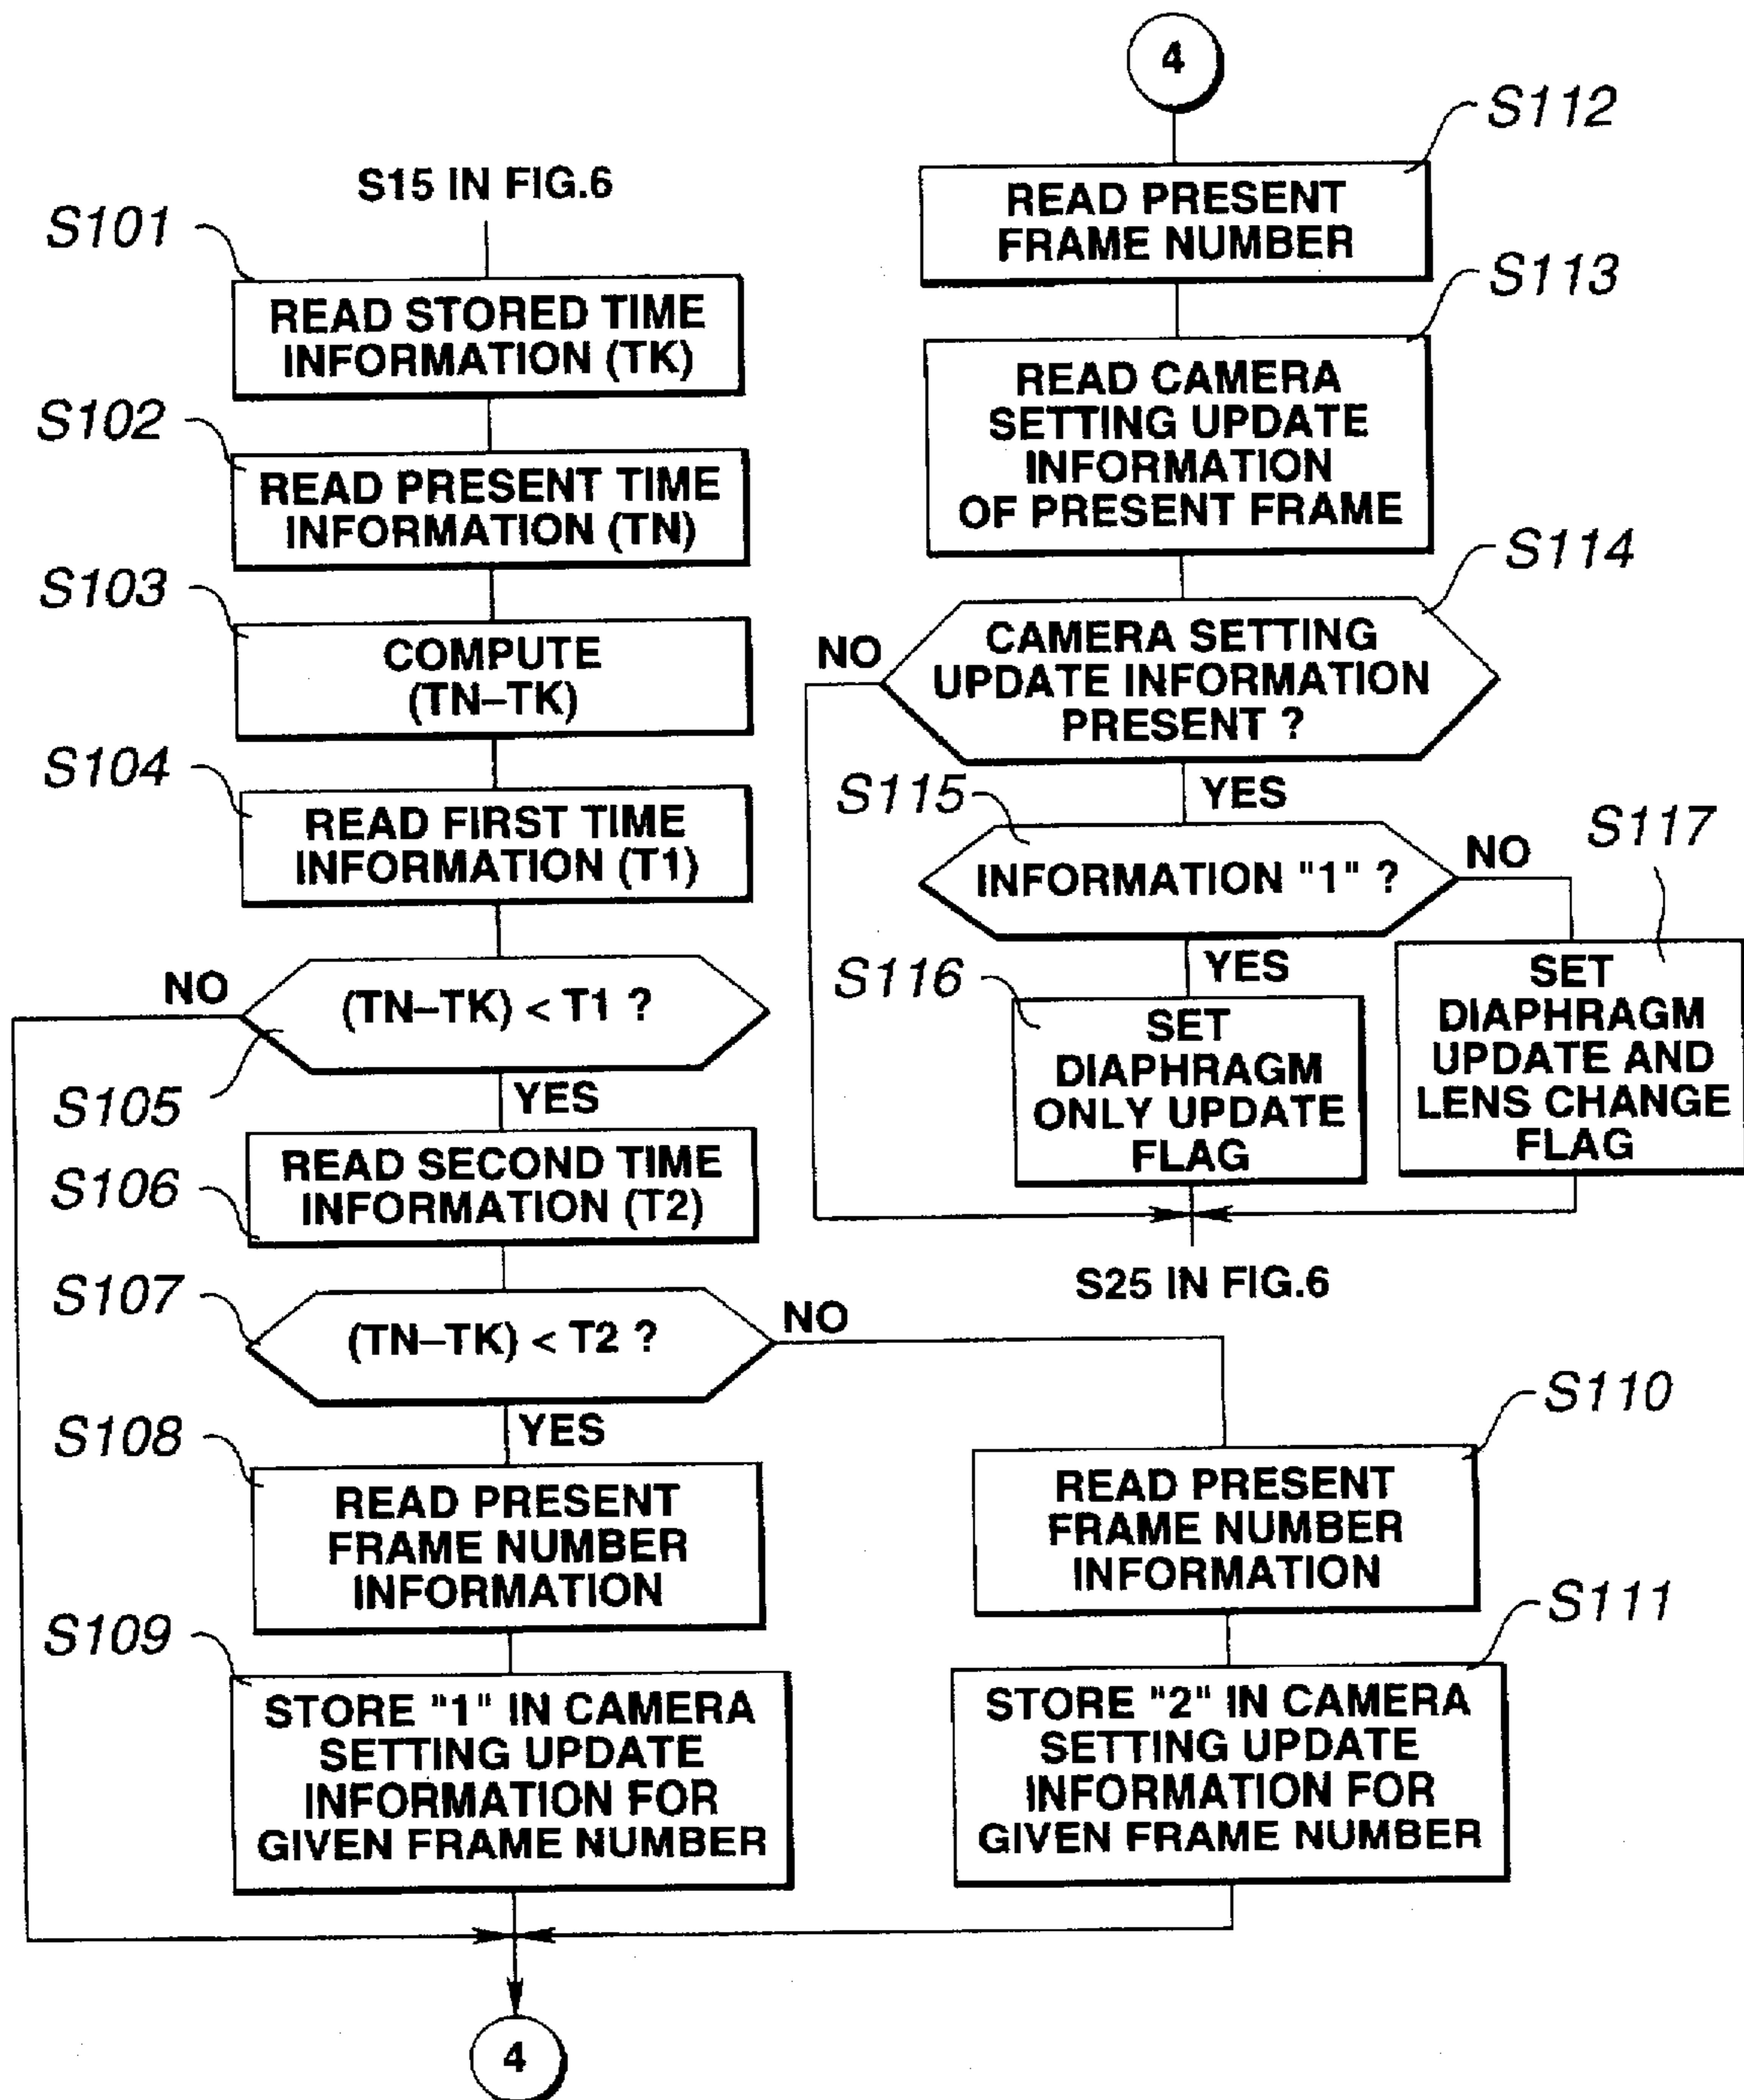 S15 IN FIG.6
S101
READ STORED TIME
INFORMATION (TK)
S102
READ PRESENT TIME
INFORMATION (TN)
S103
COMPUTE
(TN–TK)
S104
READ FIRST TIME
INFORMATION (T1)
NO
(TN–TK) < T1 ?
S105
YES
READ SECOND TIME
INFORMATION (T2)
S106
S107
(TN–TK) < T2 ?
NO
YES
S108
READ PRESENT
FRAME NUMBER
INFORMATION
S109
STORE "1" IN CAMERA
SETTING UPDATE
INFORMATION FOR
GIVEN FRAME NUMBER
S110
READ PRESENT
FRAME NUMBER
INFORMATION
S111
STORE "2" IN CAMERA
SETTING UPDATE
INFORMATION FOR
GIVEN FRAME NUMBER
4
4
S112
READ PRESENT
FRAME NUMBER
S113
READ CAMERA
SETTING UPDATE
INFORMATION
OF PRESENT FRAME
S114
NO
CAMERA SETTING
UPDATE INFORMATION
PRESENT ?
YES
S115
INFORMATION "1" ?
NO
S117
YES
S116
SET
DIAPHRAGM
ONLY UPDATE
FLAG
SET
DIAPHRAGM
UPDATE AND
LENS CHANGE
FLAG
S25 IN FIG.6